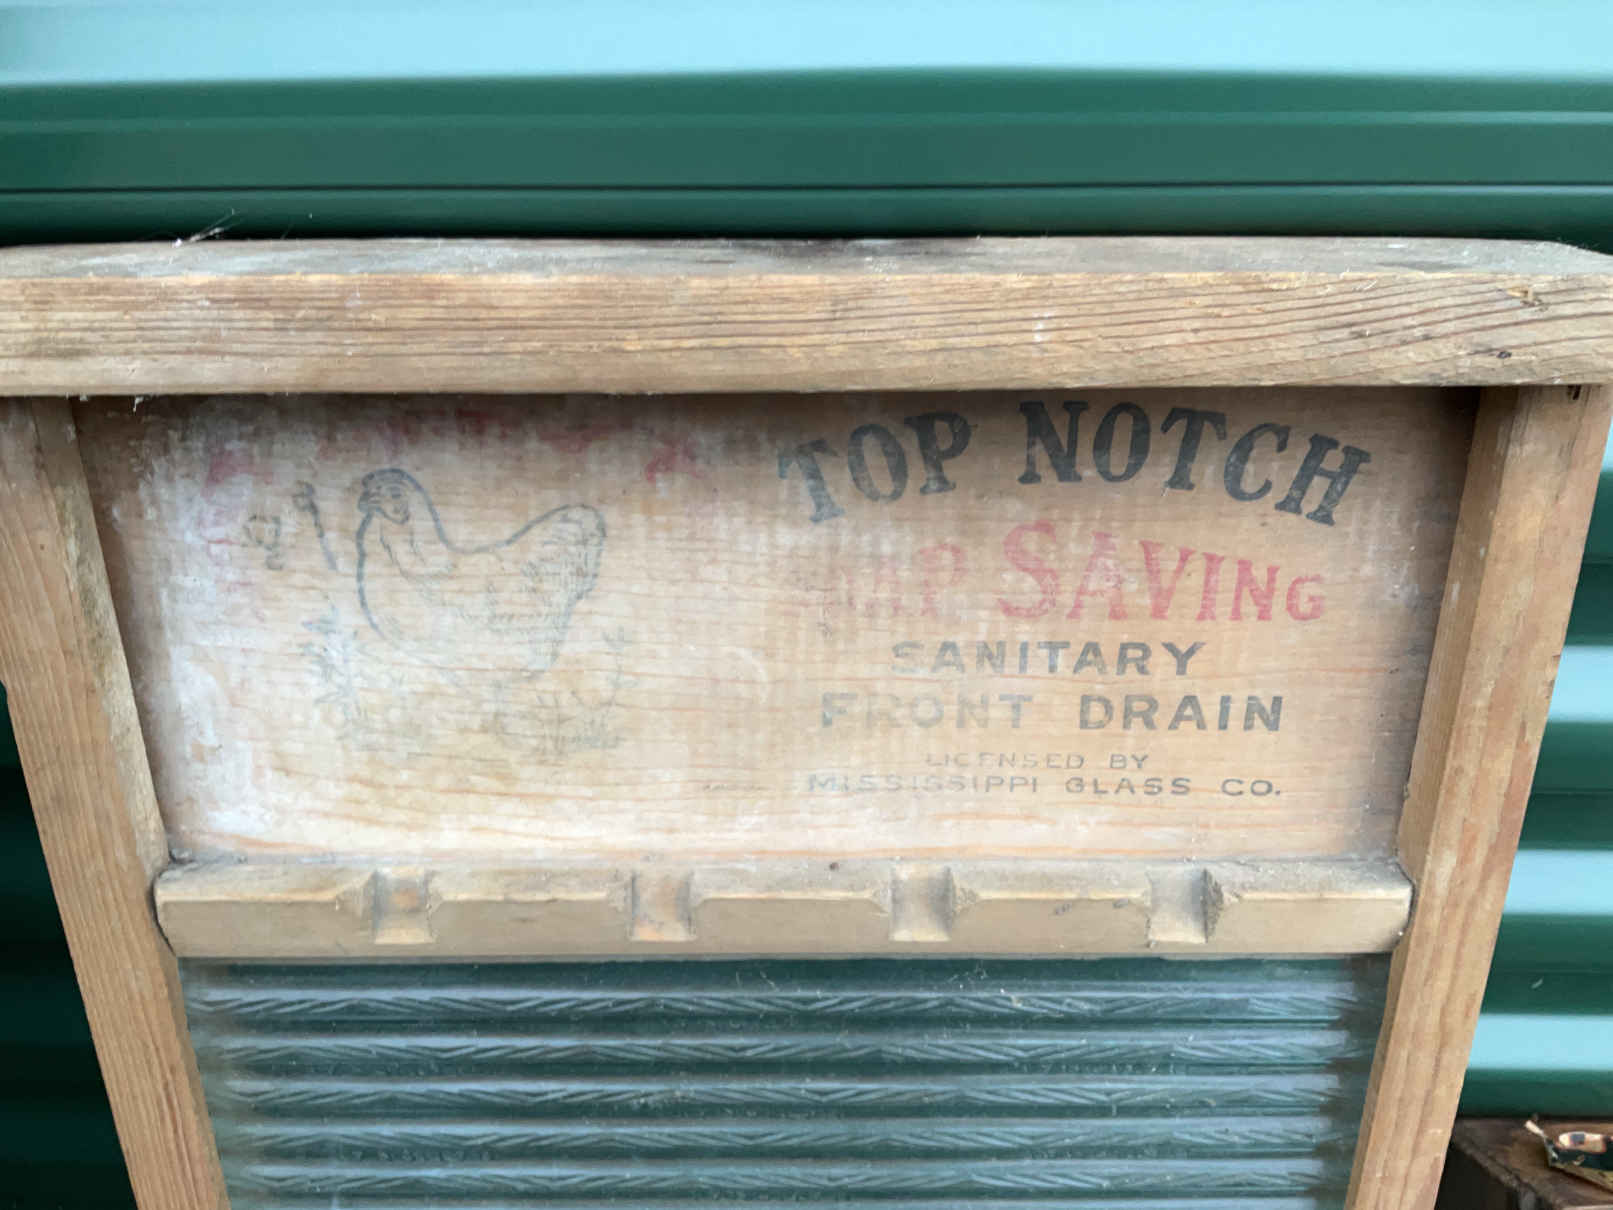 TOP NOTCH
SAVING
SANITARY
FRONT DRAIN
LICENSED BY
MISSISSIPPI GLASS CO.